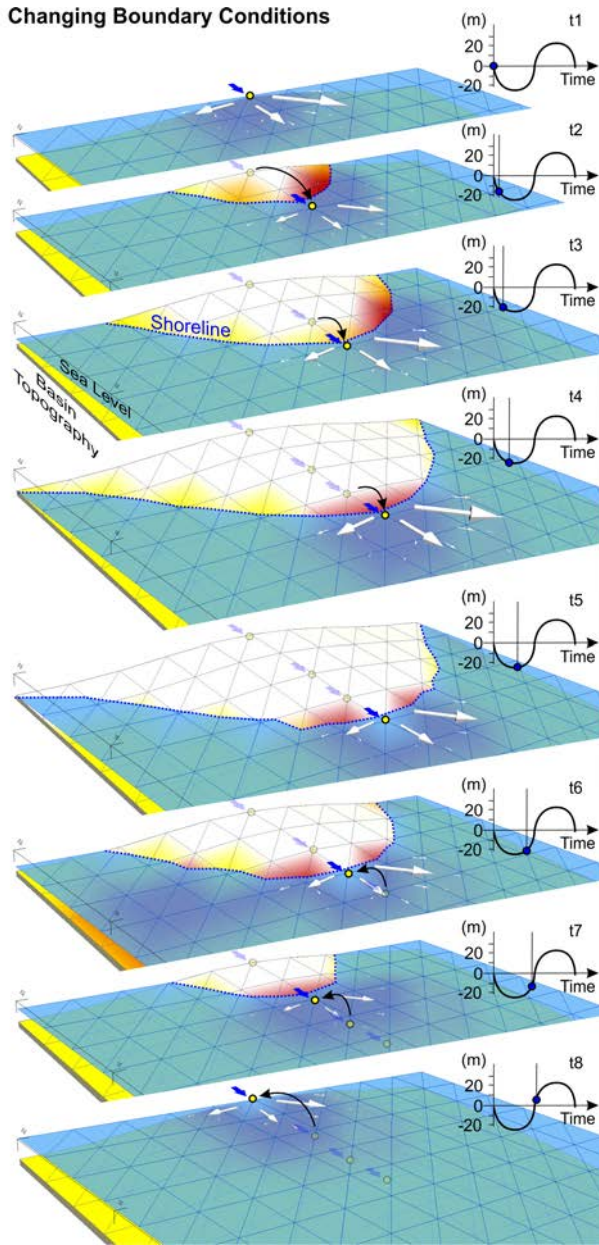 Changing Boundary Conditions
(m) t1
20
0
-20 Time
(m) t2
20
0
-20 Time
(m) t3
20
0
-20 Time
Shoreline
Sea Level
Basin
Topography
(m) t4
20
0
-20 Time
(m) t5
20
0
-20 Time
(m) t6
20
0
-20 Time
(m) t7
20
0
-20 Time
(m) t8
20
0
-20 Time